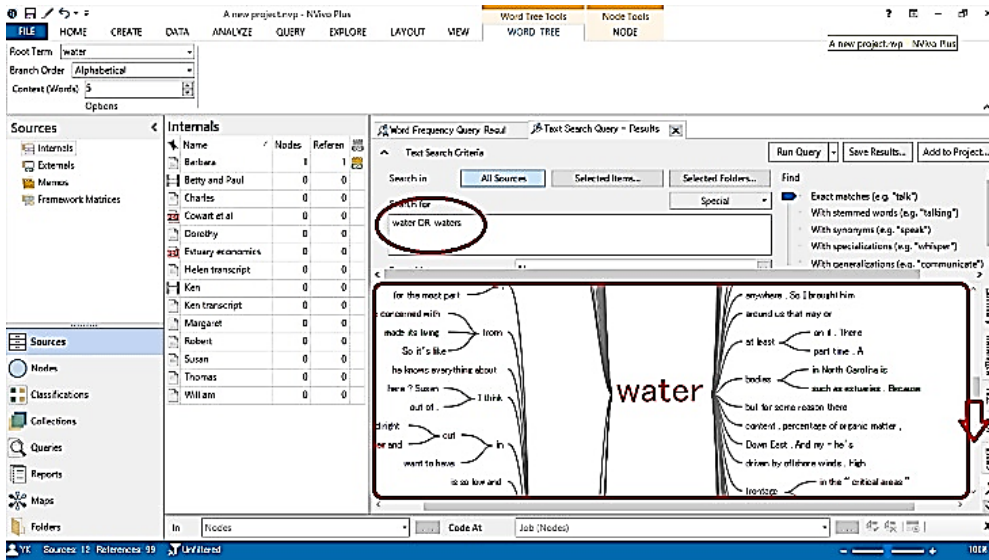 A new project.nvp - NVivo Plus
Word Tree Tools
Node Tools
FILE HOME CREATE DATA ANALYZE QUERY EXPLORE LAYOUT VIEW WORD TREE NODE
A new project.nvp - NVivo Plus
Root Term water
Branch Order Alphabetical
Context (Words) 5
Options
Sources
Internals
Externals
Memos
Framework Matrices
Sources
Nodes
Classifications
Collections
Queries
Reports
Maps
Folders
Internals
Name Nodes Referen
Barbara 1 1
Betty and Paul 0 0
Charles 0 0
Cowart et al 0 0
Dorothy 0 0
Estuary economics 0 0
Helen transcript 0 0
Ken 0 0
Ken transcript 0 0
Margaret 0 0
Robert 0 0
Susan 0 0
Thomas 0 0
William 0 0
Word Frequency Query Resul
Text Search Query - Results
Text Search Criteria
Run Query
Save Results...
Add to Project...
Search in All Sources Selected Items... Selected Folders...
Search for
Special
water OR waters
Find
Exact matches (e.g. "talk")
With stemmed words (e.g. "talking")
With synonyms (e.g. "speak")
With specializations (e.g. "whisper")
With generalizations (e.g. "communicate")
for the most part
concerned with
made its living
So it's like
from
he knows everything about
here ? Susan
out of .
I think
want to have
cut
in
is so low and
water
anywhere . So I brought him
around us that may or
at least
on it . There
part time . A
bodies
in North Carolina is
such as estuaries . Because
but for some reason there
content , percentage of organic matter ,
Down East . And my - he's
driven by offshore winds , high
frontage
in the " critical areas "
In Nodes
Code At Job (Nodes)
YK Sources: 12 References: 99 Unfiltered
100%